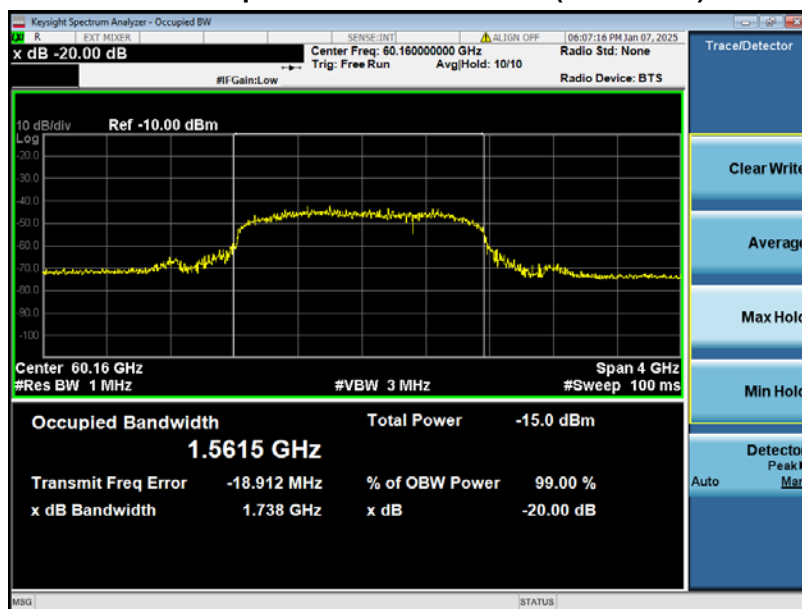 Keysight Spectrum Analyzer - Occupied BW
R EXT MIXER SENSE:INT ALIGN OFF 06:07:16 PM Jan 07, 2025
x dB -20.00 dB
Center Freq: 60.160000000 GHz
Radio Std: None
Trig: Free Run Avg|Hold: 10/10
#IFGain:Low
Radio Device: BTS
10 dB/div Ref -10.00 dBm
Log
-20.0
-30.0
-40.0
-50.0
-60.0
-70.0
-80.0
-90.0
-100
Center 60.16 GHz Span 4 GHz
#Res BW 1 MHz #VBW 3 MHz #Sweep 100 ms
Occupied Bandwidth Total Power -15.0 dBm
1.5615 GHz
Transmit Freq Error -18.912 MHz % of OBW Power 99.00 %
x dB Bandwidth 1.738 GHz x dB -20.00 dB
MSG STATUS
Trace/Detector
Clear Write
Average
Max Hold
Min Hold
Detector
Peak
Auto Man